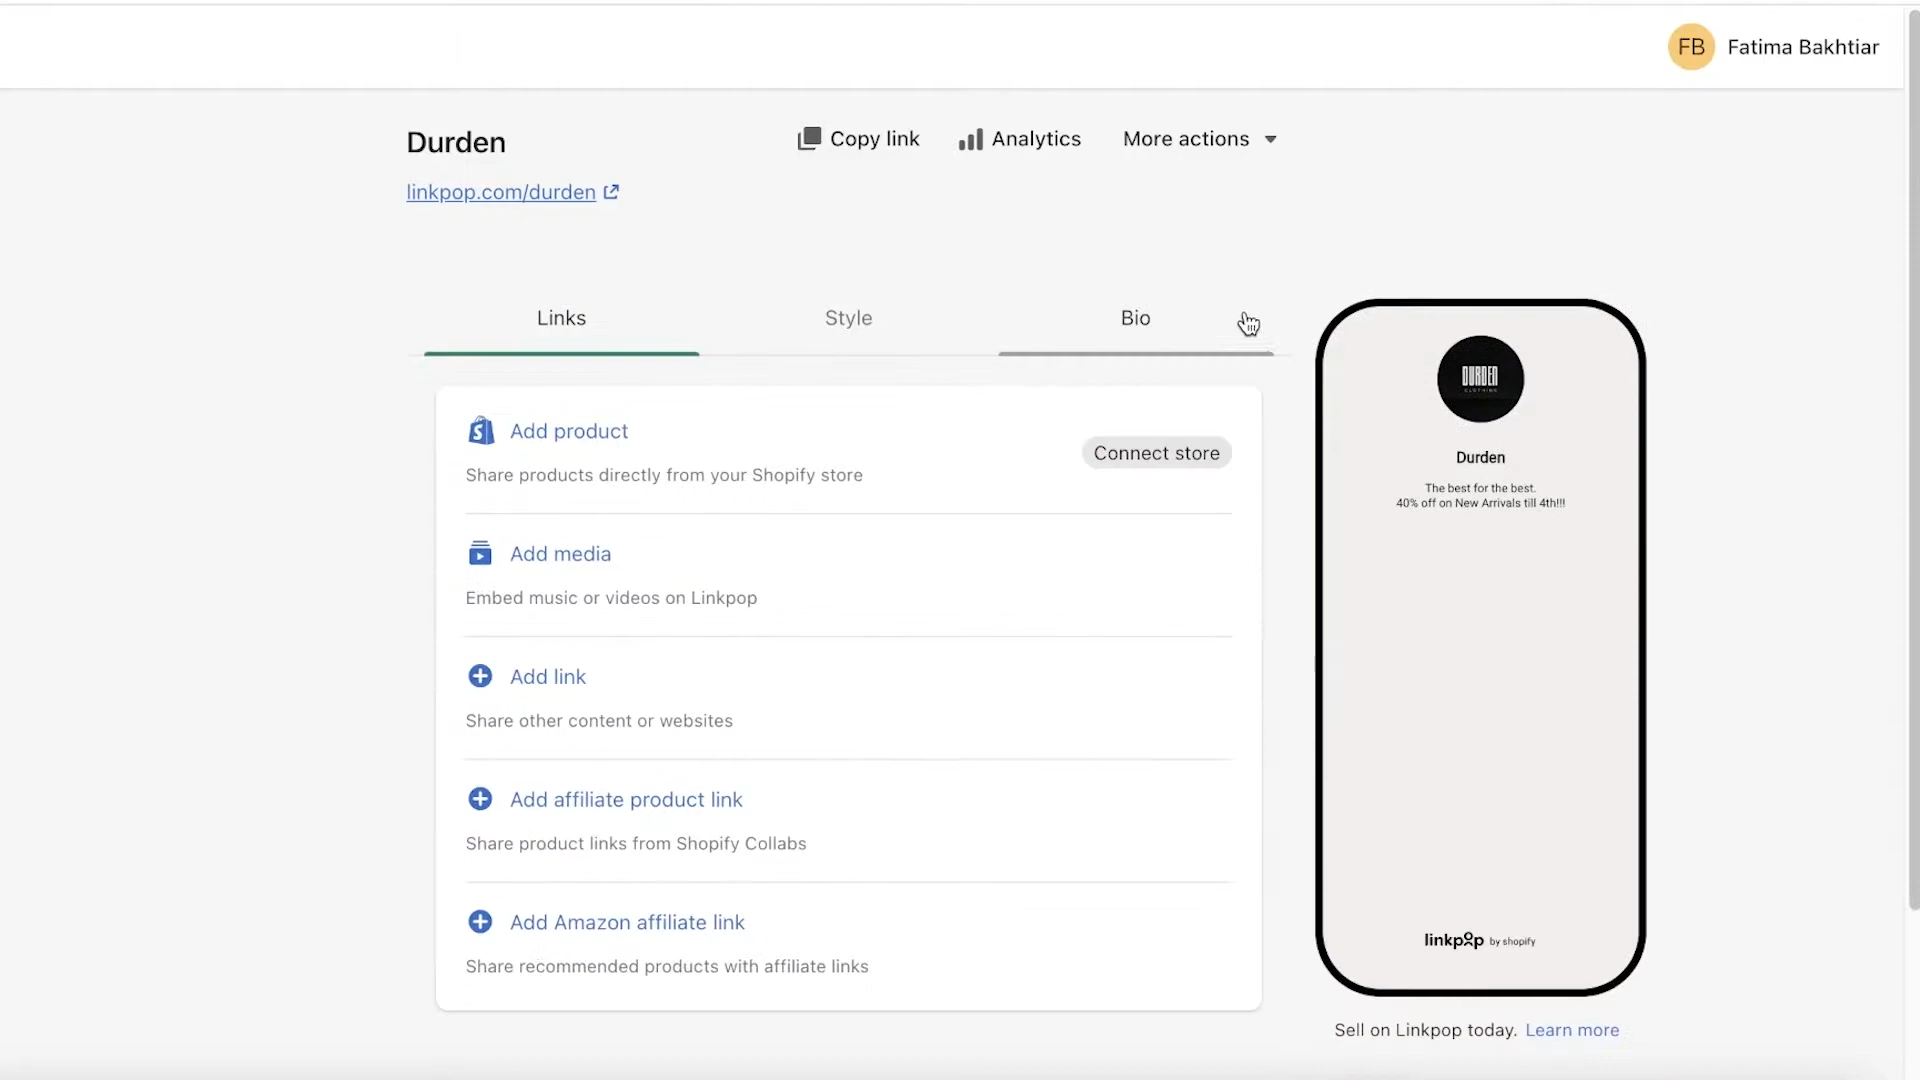 FB Fatima Bakhtiar
Durden
Copy link
Analytics
More actions
linkpop.com/durden
Links
Style
Bio
Add product
Share products directly from your Shopify store
Connect store
Add media
Embed music or videos on Linkpop
Add link
Share other content or websites
Add affiliate product link
Share product links from Shopify Collabs
Add Amazon affiliate link
Share recommended products with affiliate links
DURDEN
CLOTHING
Durden
The best for the best.
40% off on New Arrivals till 4th!!!
linkpop by shopify
Sell on Linkpop today. Learn more